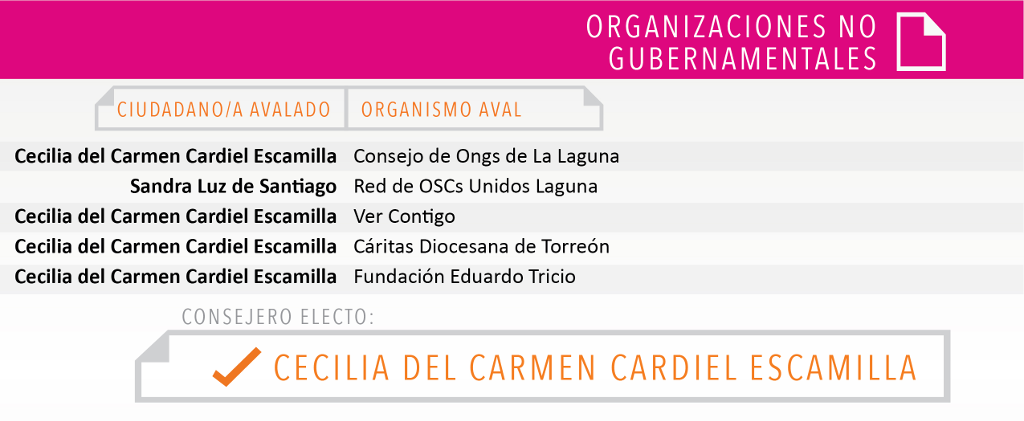 ORGANIZACIONES NO
GUBERNAMENTALES
CIUDADANO/A AVALADO ORGANISMO AVAL
Cecilia del Carmen Cardiel Escamilla Consejo de Ongs de La Laguna
Sandra Luz de Santiago Red de OSCs Unidos Laguna
Cecilia del Carmen Cardiel Escamilla Ver Contigo
Cecilia del Carmen Cardiel Escamilla Cáritas Diocesana de Torreón
Cecilia del Carmen Cardiel Escamilla Fundación Eduardo Tricio
CONSEJERO ELECTO:
CECILIA DEL CARMEN CARDIEL ESCAMILLA